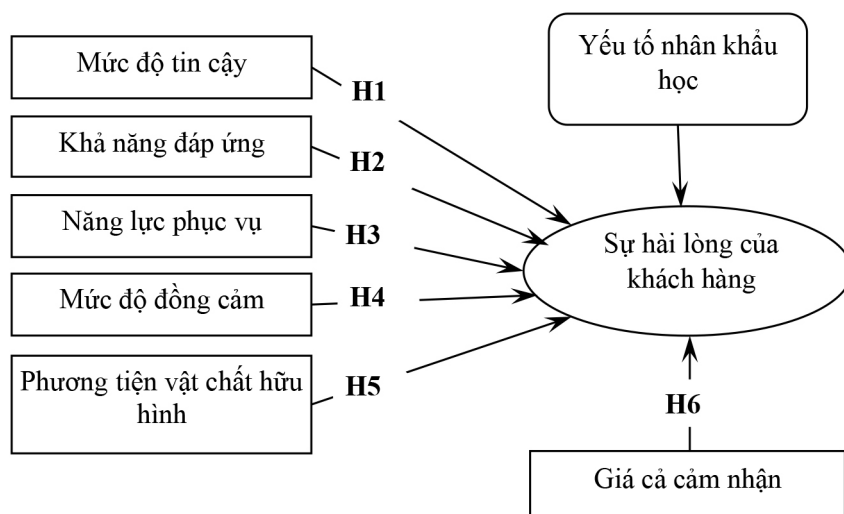 Mức độ tin cậy
H1
Yếu tố nhân khẩu
học
Khả năng đáp ứng
H2
Năng lực phục vụ
H3
Sự hài lòng của
khách hàng
Mức độ đồng cảm
H4
Phương tiện vật chất hữu
hình
H5
H6
Giá cả cảm nhận